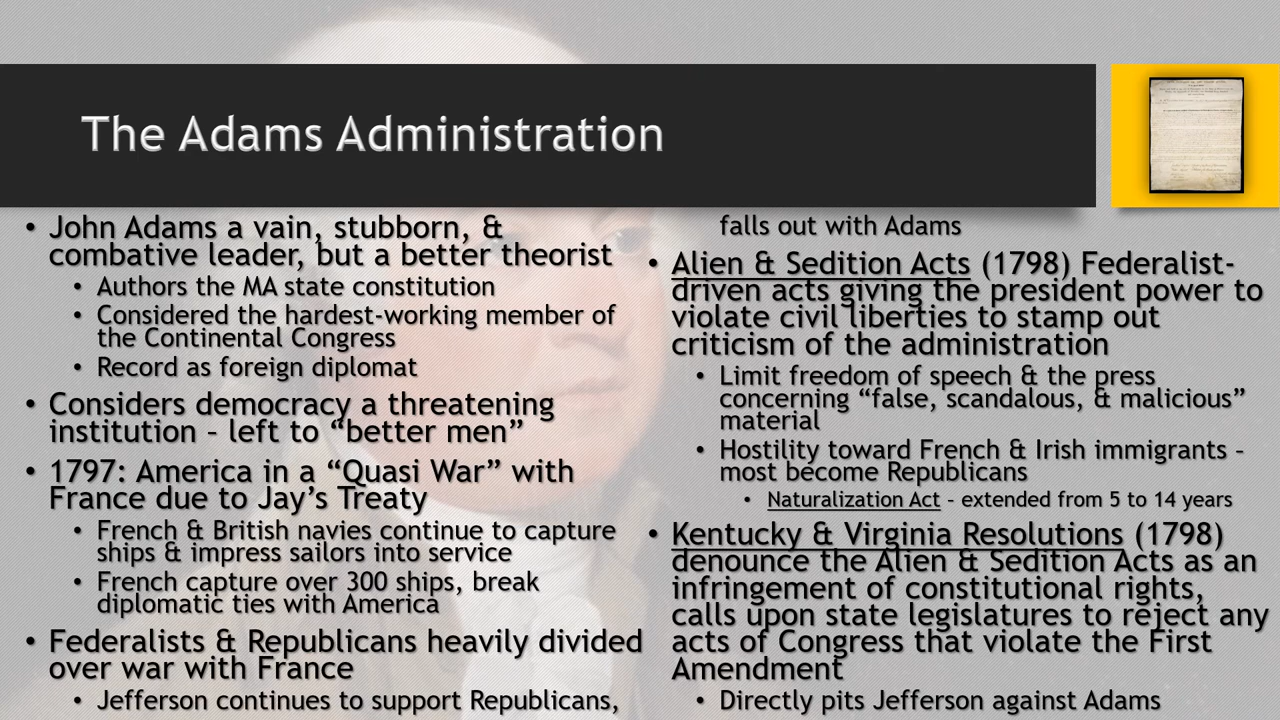 The Adams Administration
• John Adams a vain, stubborn, &
combative leader, but a better theorist
• Authors the MA state constitution
• Considered the hardest-working member of
the Continental Congress
• Record as foreign diplomat
• Considers democracy a threatening
institution – left to “better men”
• 1797: America in a “Quasi War” with
France due to Jay’s Treaty
• French & British navies continue to capture
ships & impress sailors into service
• French capture over 300 ships, break
diplomatic ties with America
• Federalists & Republicans heavily divided
over war with France
• Jefferson continues to support Republicans,
falls out with Adams
• Alien & Sedition Acts (1798) Federalist-
driven acts giving the president power to
violate civil liberties to stamp out
criticism of the administration
• Limit freedom of speech & the press
concerning “false, scandalous, & malicious”
material
• Hostility toward French & Irish immigrants –
most become Republicans
• Naturalization Act – extended from 5 to 14 years
• Kentucky & Virginia Resolutions (1798)
denounce the Alien & Sedition Acts as an
infringement of constitutional rights,
calls upon state legislatures to reject any
acts of Congress that violate the First
Amendment
• Directly pits Jefferson against Adams